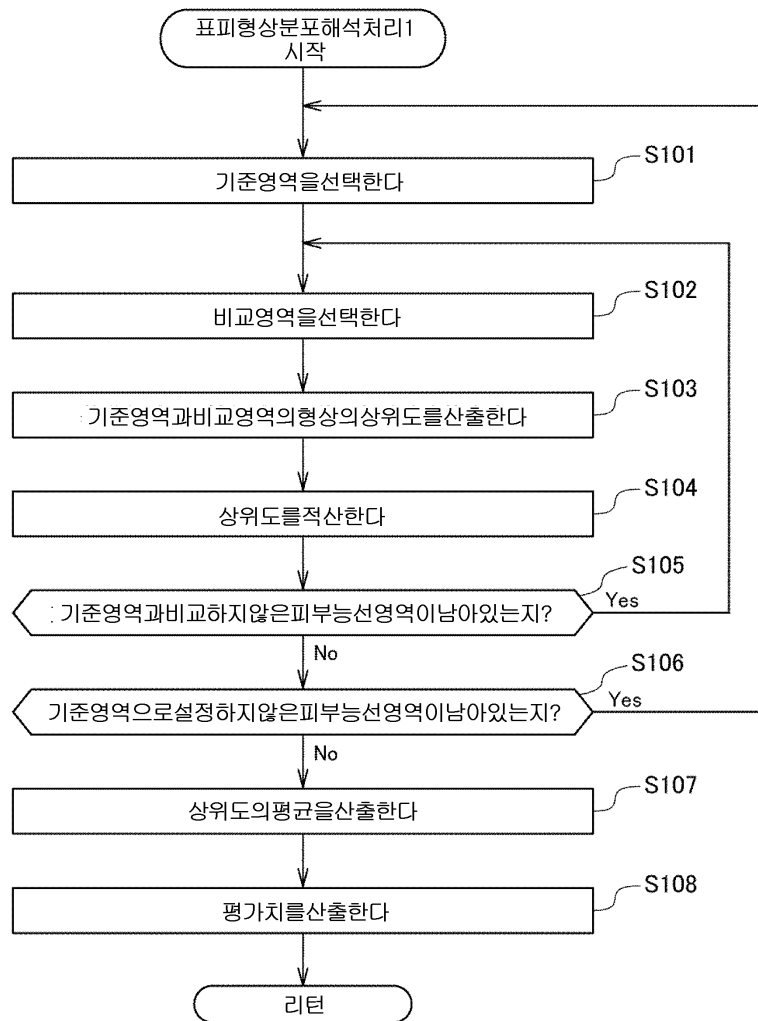 표피형상분포해석처리1
시작
S101
기준영역을선택한다
S102
비교영역을선택한다
S103
기준영역과비교영역의형상의상위도를산출한다
S104
상위도를적산한다
S105
기준영역과비교하지않은피부능선영역이남아있는지?
Yes
No
S106
기준영역으로설정하지않은피부능선영역이남아있는지?
Yes
No
S107
상위도의평균을산출한다
S108
평가치를산출한다
리턴